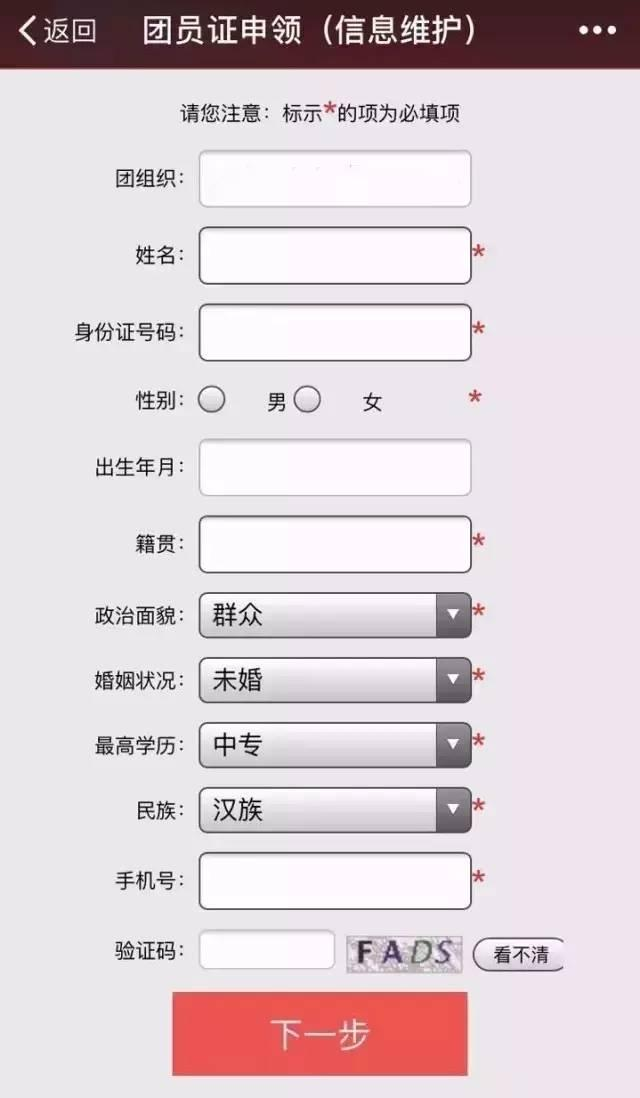 返回 团员证申领（信息维护）
请您注意：标示*的项为必填项
团组织：
姓名： *
身份证号码： *
性别： 男 女 *
出生年月：
籍贯： *
政治面貌： 群众 *
婚姻状况： 未婚 *
最高学历： 中专 *
民族： 汉族 *
手机号： *
验证码： FADS 看不清
下一步